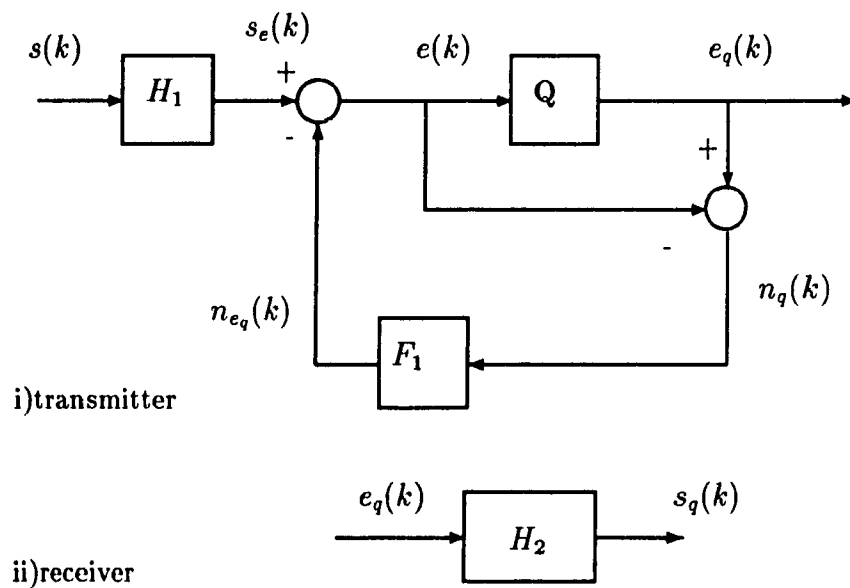 s(k)
s_e(k)
e(k)
e_q(k)
H_1
+
-
Q
+
-
n_{e_q}(k)
n_q(k)
F_1
i)transmitter
e_q(k)
s_q(k)
H_2
ii)receiver